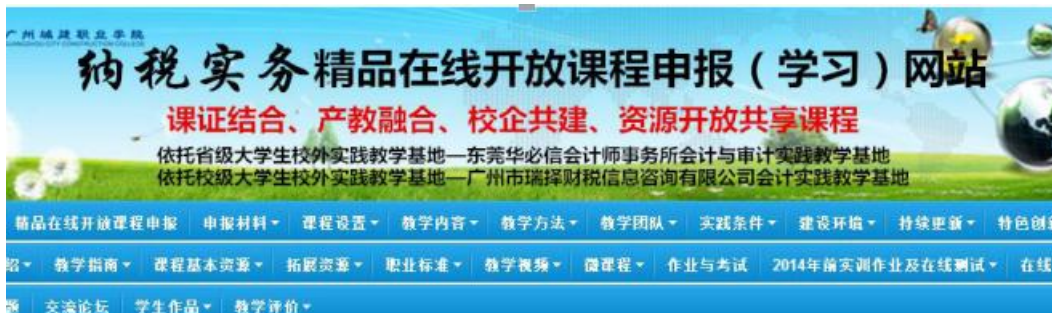 广州城建职业学院
纳税实务精品在线开放课程申报（学习）网站
课证结合、产教融合、校企共建、资源开放共享课程
依托省级大学生校外实践教学基地—东莞华必信会计师事务所会计与审计实践教学基地
依托校级大学生校外实践教学基地—广州市瑞择财税信息咨询有限公司会计实践教学基地
精品在线开放课程申报 申报材料 课程设置 教学内容 教学方法 教学团队 实践条件 建设环境 持续更新 特色创新
绍 教学指南 课程基本资源 拓展资源 职业标准 教学视频 微课程 作业与考试 2014年前实训作业及在线测试 在线
题 交流论坛 学生作品 教学评价